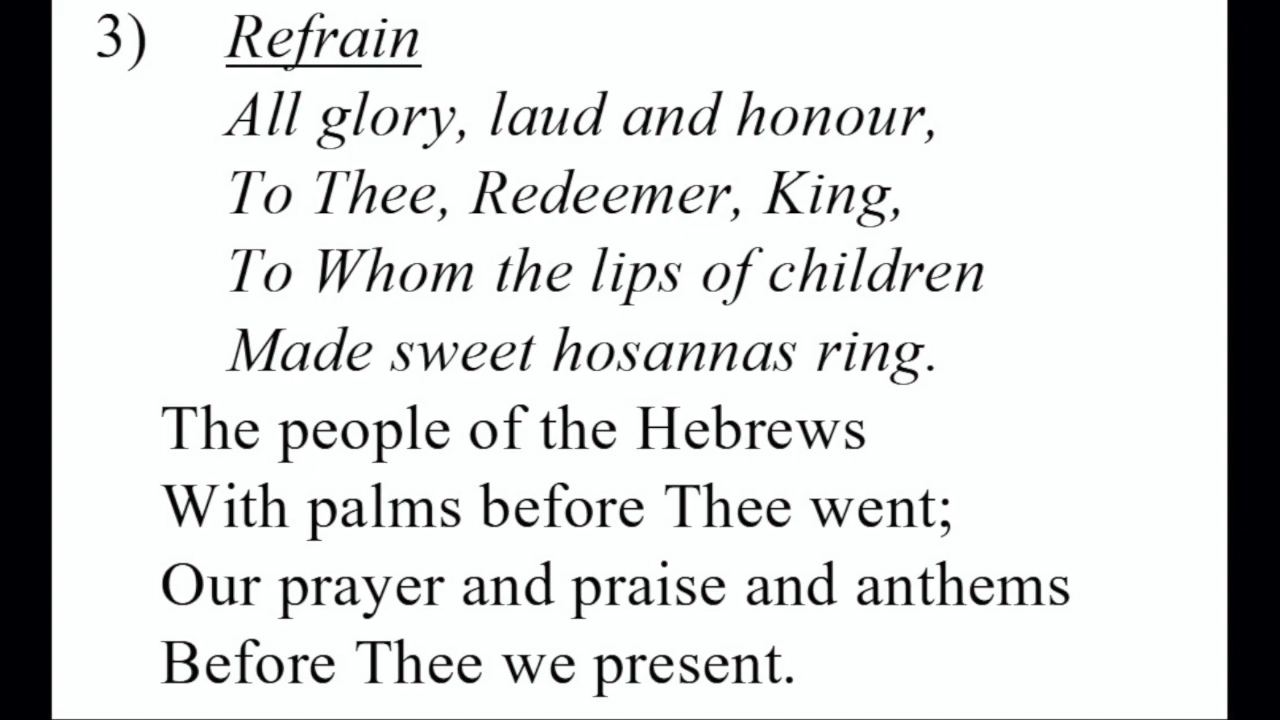 3) Refrain
All glory, laud and honour,
To Thee, Redeemer, King,
To Whom the lips of children
Made sweet hosannas ring.
The people of the Hebrews
With palms before Thee went;
Our prayer and praise and anthems
Before Thee we present.